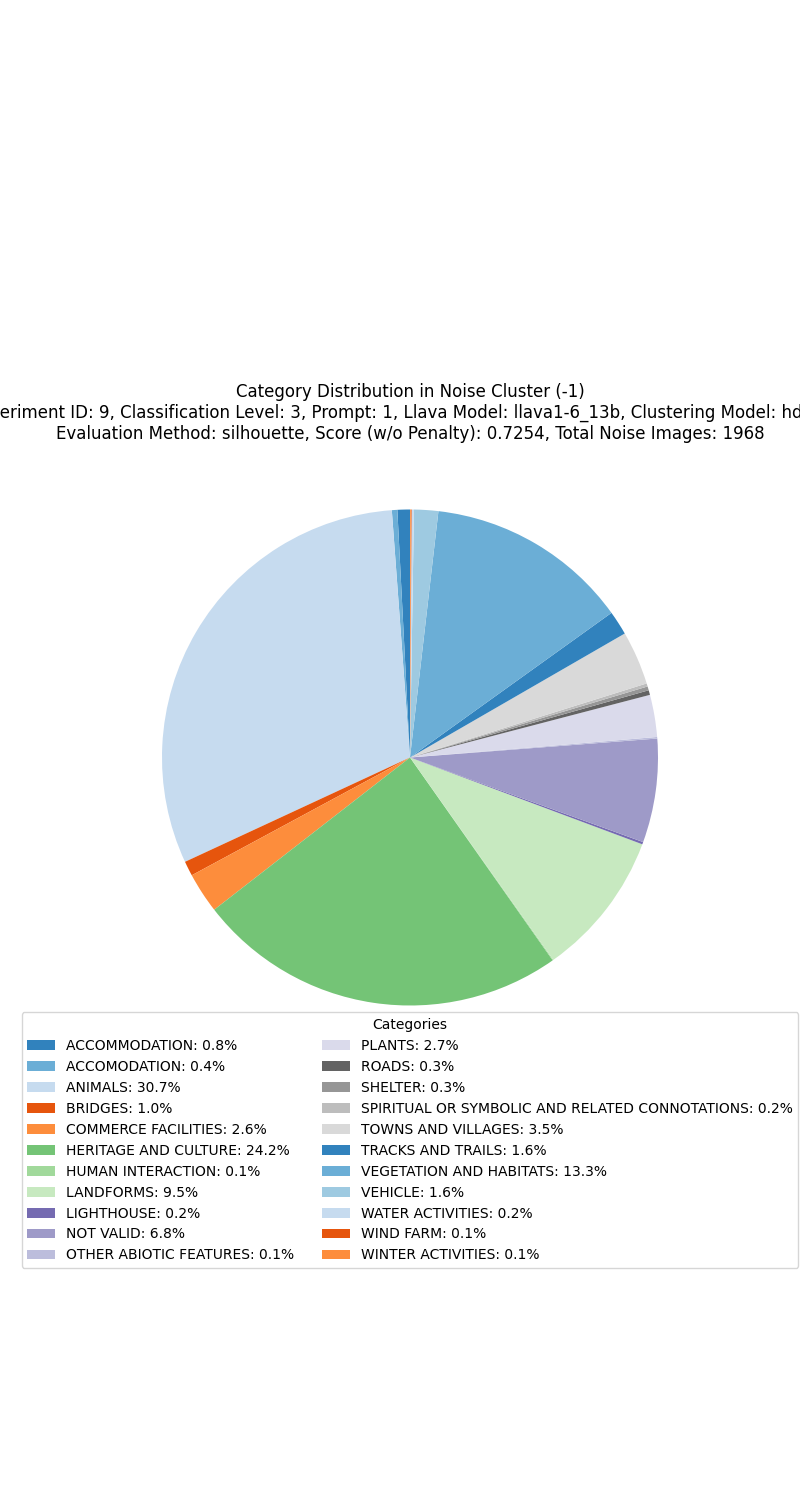 Category Distribution in Noise Cluster (-1)
eriment ID: 9, Classification Level: 3, Prompt: 1, Llava Model: llava1-6_13b, Clustering Model: hd
Evaluation Method: silhouette, Score (w/o Penalty): 0.7254, Total Noise Images: 1968
Categories
ACCOMMODATION: 0.8%
ACCOMODATION: 0.4%
ANIMALS: 30.7%
BRIDGES: 1.0%
COMMERCE FACILITIES: 2.6%
HERITAGE AND CULTURE: 24.2%
HUMAN INTERACTION: 0.1%
LANDFORMS: 9.5%
LIGHTHOUSE: 0.2%
NOT VALID: 6.8%
OTHER ABIOTIC FEATURES: 0.1%
PLANTS: 2.7%
ROADS: 0.3%
SHELTER: 0.3%
SPIRITUAL OR SYMBOLIC AND RELATED CONNOTATIONS: 0.2%
TOWNS AND VILLAGES: 3.5%
TRACKS AND TRAILS: 1.6%
VEGETATION AND HABITATS: 13.3%
VEHICLE: 1.6%
WATER ACTIVITIES: 0.2%
WIND FARM: 0.1%
WINTER ACTIVITIES: 0.1%